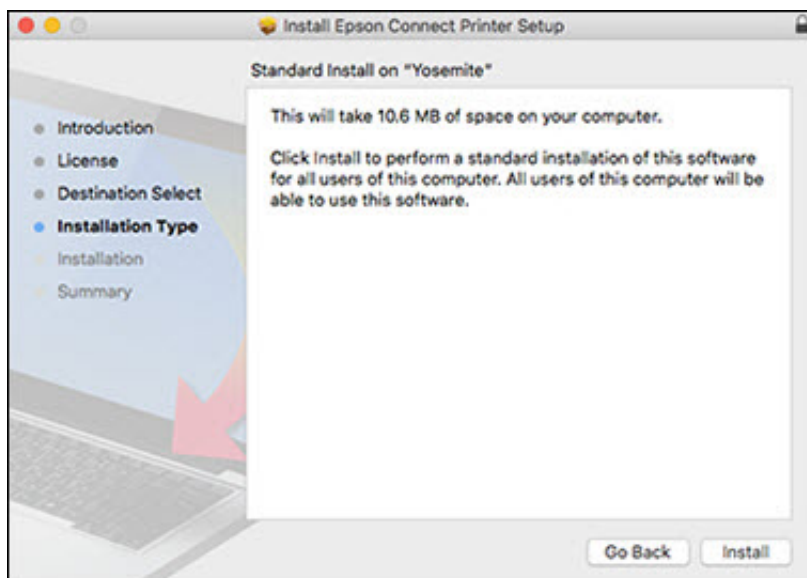 Install Epson Connect Printer Setup
Standard Install on "Yosemite"
Introduction
License
Destination Select
Installation Type
Installation
Summary
This will take 10.6 MB of space on your computer.
Click Install to perform a standard installation of this software
for all users of this computer. All users of this computer will be
able to use this software.
Go Back
Install